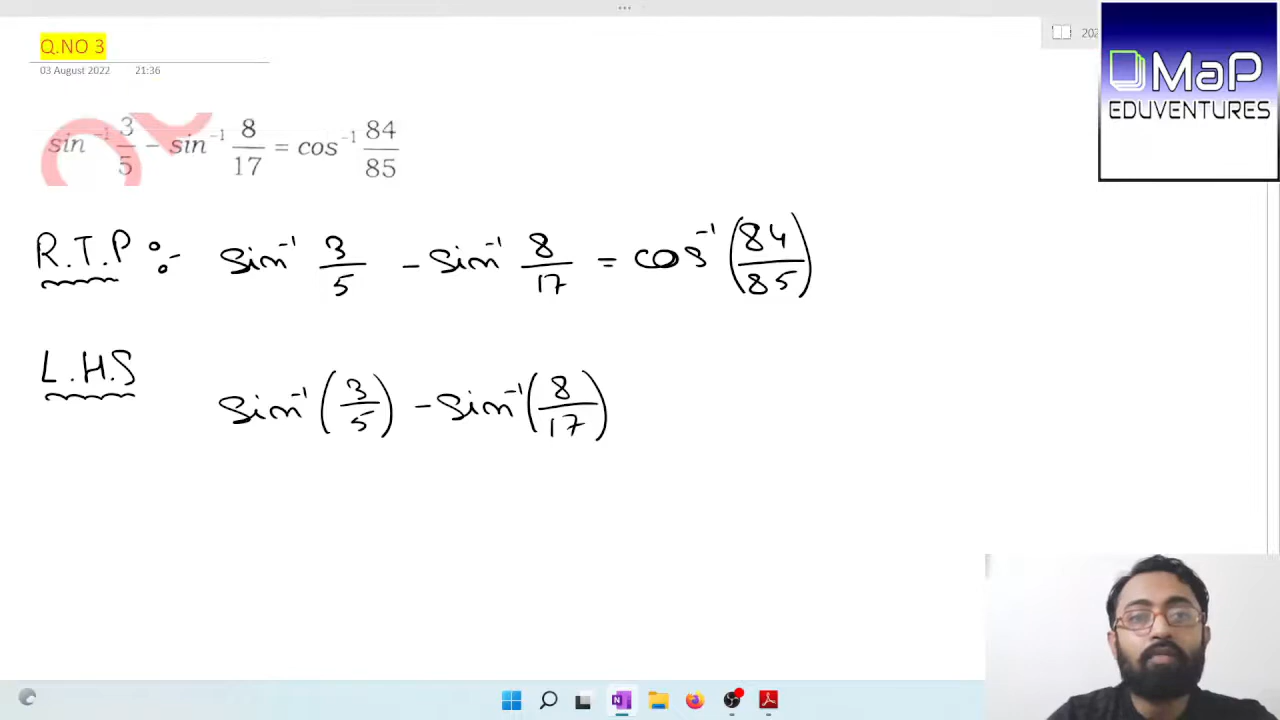 Q.NO 3
03 August 2022 21:36
202
MaP
EDUVENTURES
sin⁻¹ 3/5 − sin⁻¹ 8/17 = cos⁻¹ 84/85
R.T.P :- sin⁻¹ 3/5 − sin⁻¹ 8/17 = cos⁻¹ (84/85)
L.H.S sin⁻¹ (3/5) − sin⁻¹ (8/17)